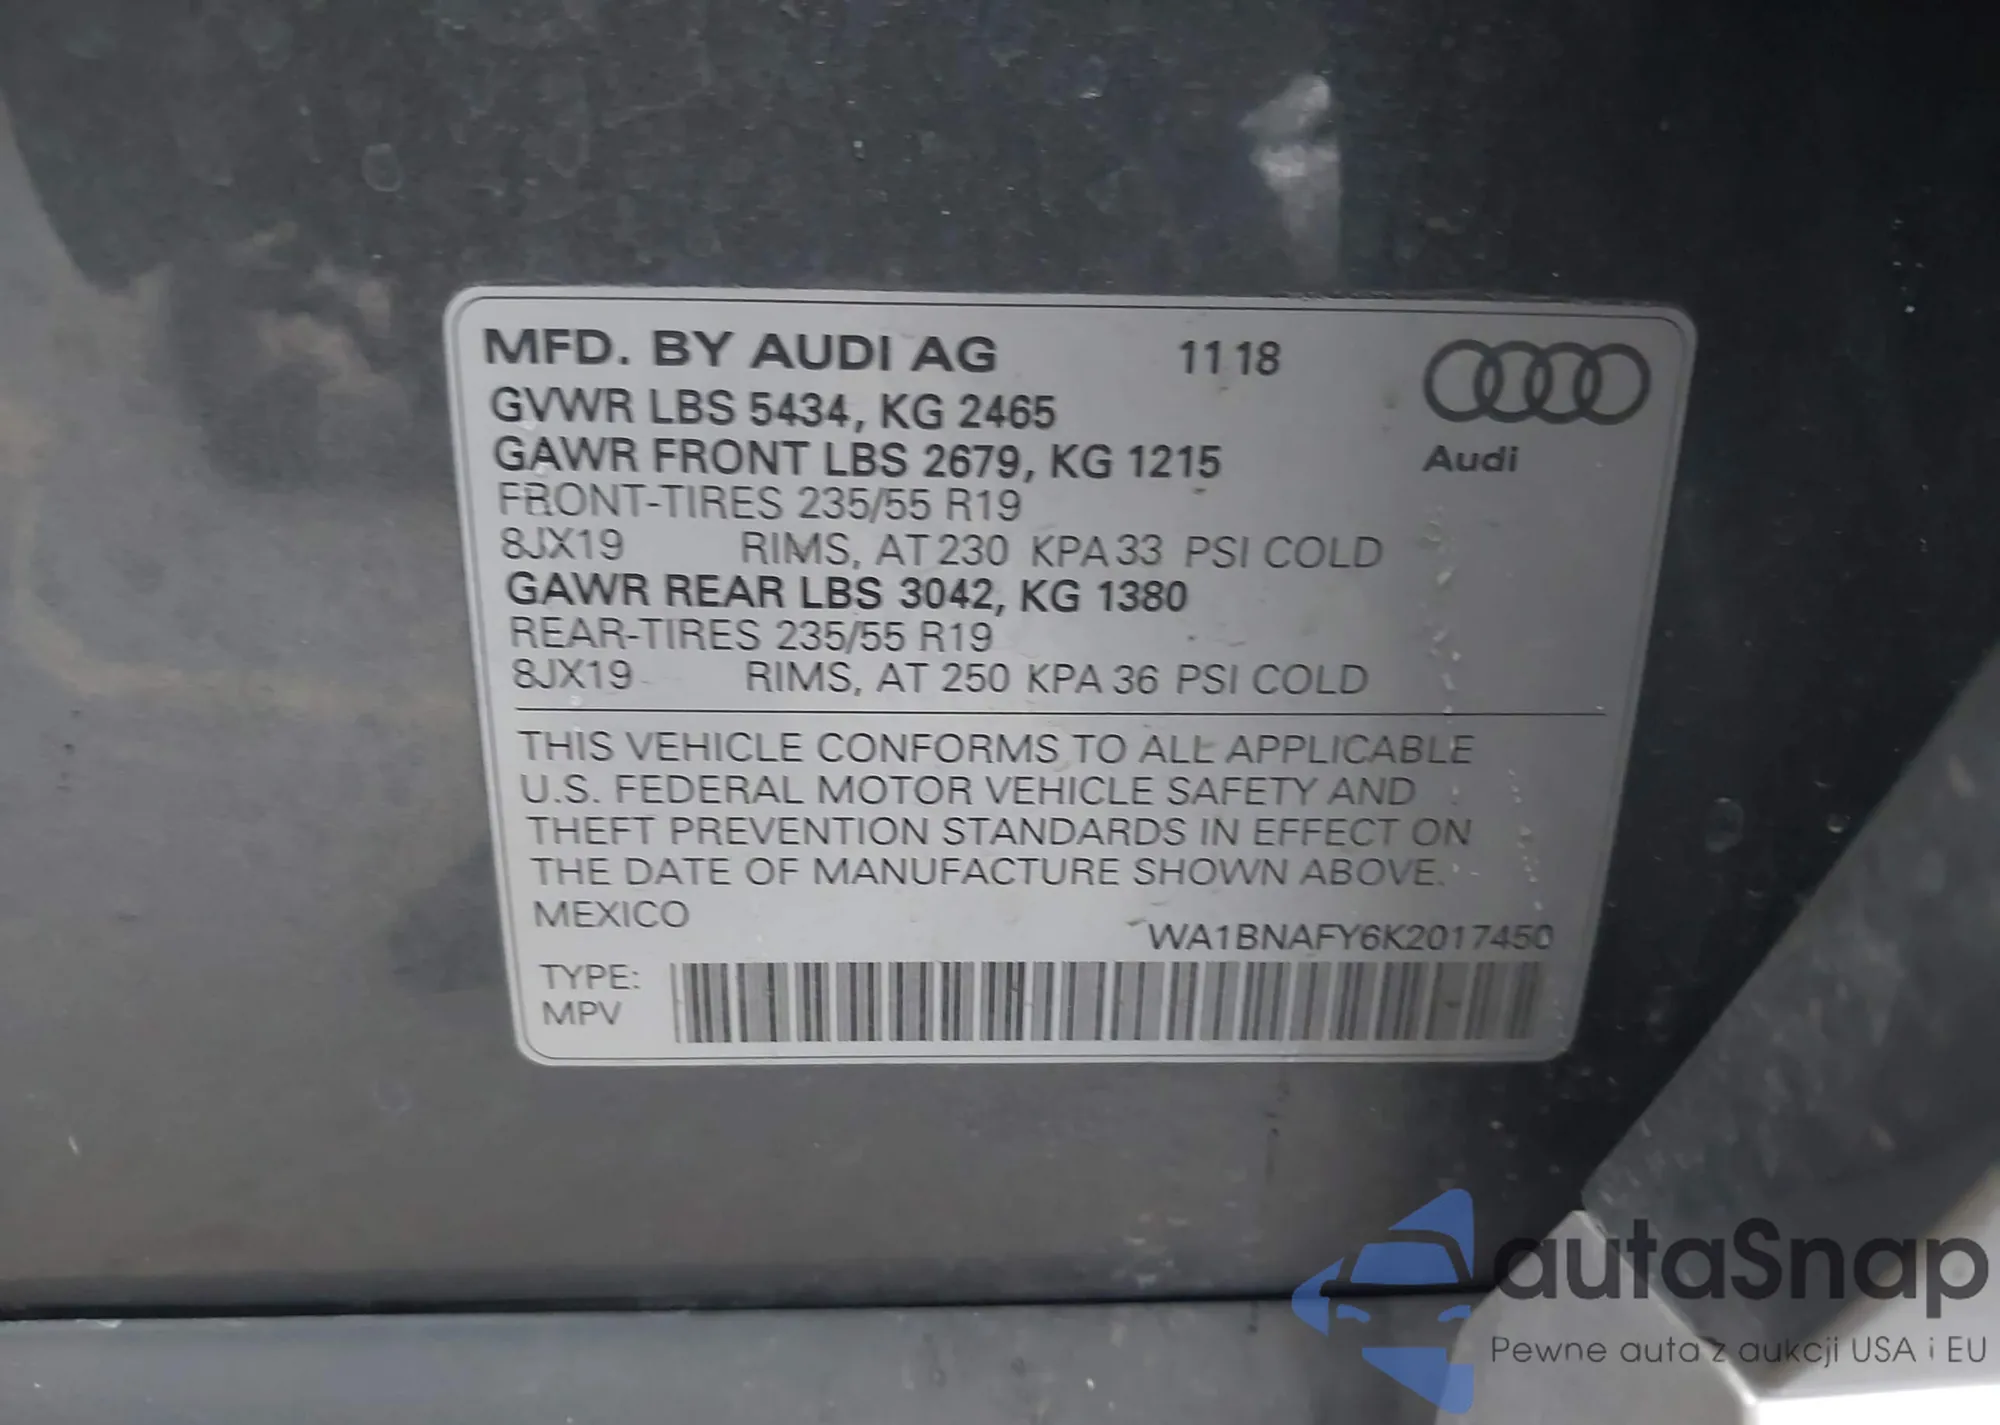 MFD. BY AUDI AG 11 18
GVWR LBS 5434, KG 2465
GAWR FRONT LBS 2679, KG 1215
Audi
FRONT-TIRES 235/55 R19
8JX19 RIMS, AT 230 KPA 33 PSI COLD
GAWR REAR LBS 3042, KG 1380
REAR-TIRES 235/55 R19
8JX19 RIMS, AT 250 KPA 36 PSI COLD
THIS VEHICLE CONFORMS TO ALL APPLICABLE
U.S. FEDERAL MOTOR VEHICLE SAFETY AND
THEFT PREVENTION STANDARDS IN EFFECT ON
THE DATE OF MANUFACTURE SHOWN ABOVE.
MEXICO
WA1BNAFY6K2017450
TYPE:
MPV
autaSnap
Pewne auta z aukcji USA i EU